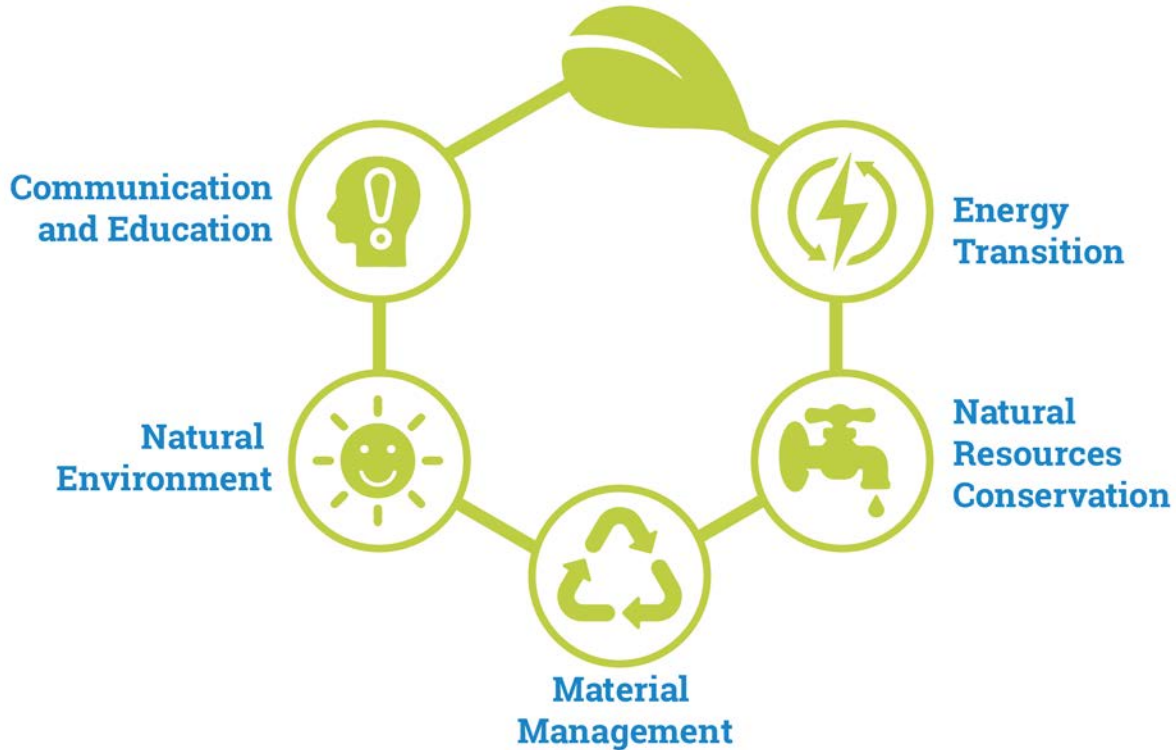 Communication
and Education
Energy
Transition
Natural
Environment
Natural
Resources
Conservation
Material
Management